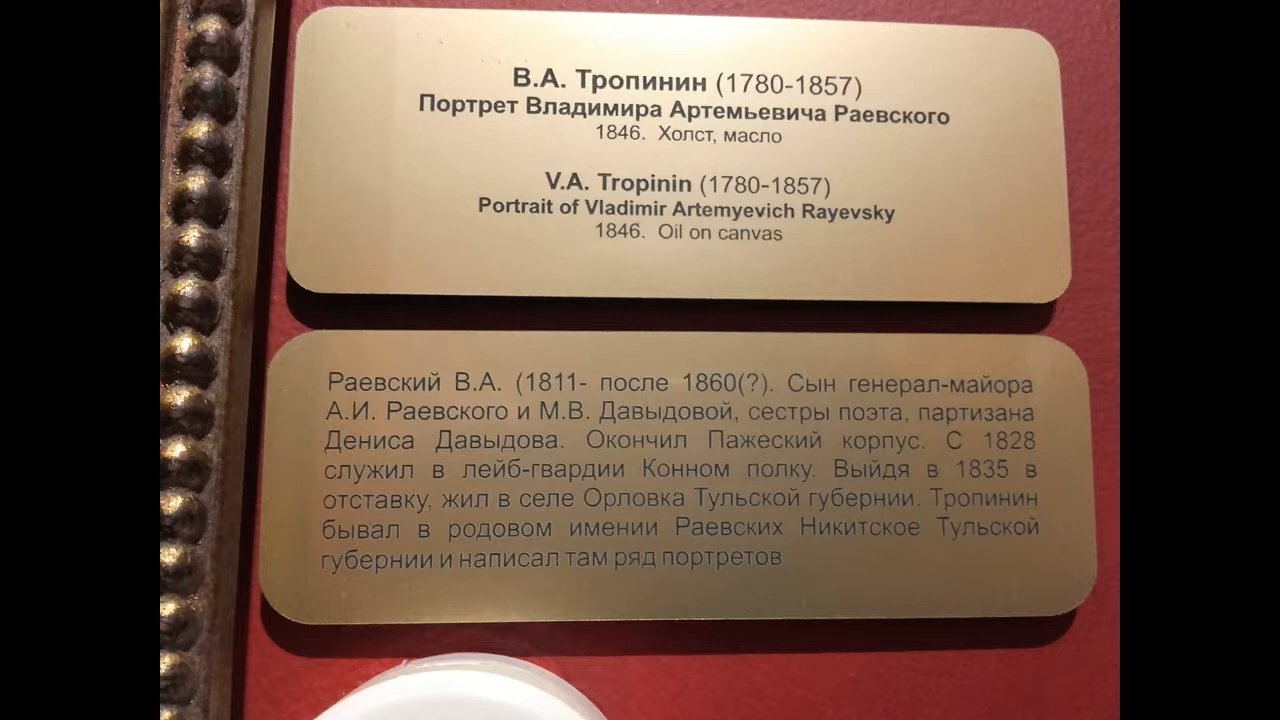 В.А. Тропинин (1780-1857)
Портрет Владимира Артемьевича Раевского
1846. Холст, масло
V.A. Tropinin (1780-1857)
Portrait of Vladimir Artemyevich Rayevsky
1846. Oil on canvas
Раевский В.А. (1811- после 1860(?). Сын генерал-майора
А.И. Раевского и М.В. Давыдовой, сестры поэта, партизана
Дениса Давыдова. Окончил Пажеский корпус. С 1828
служил в лейб-гвардии Конном полку. Выйдя в 1835 в
отставку, жил в селе Орловка Тульской губернии. Тропинин
бывал в родовом имении Раевских Никитское Тульской
губернии и написал там ряд портретов